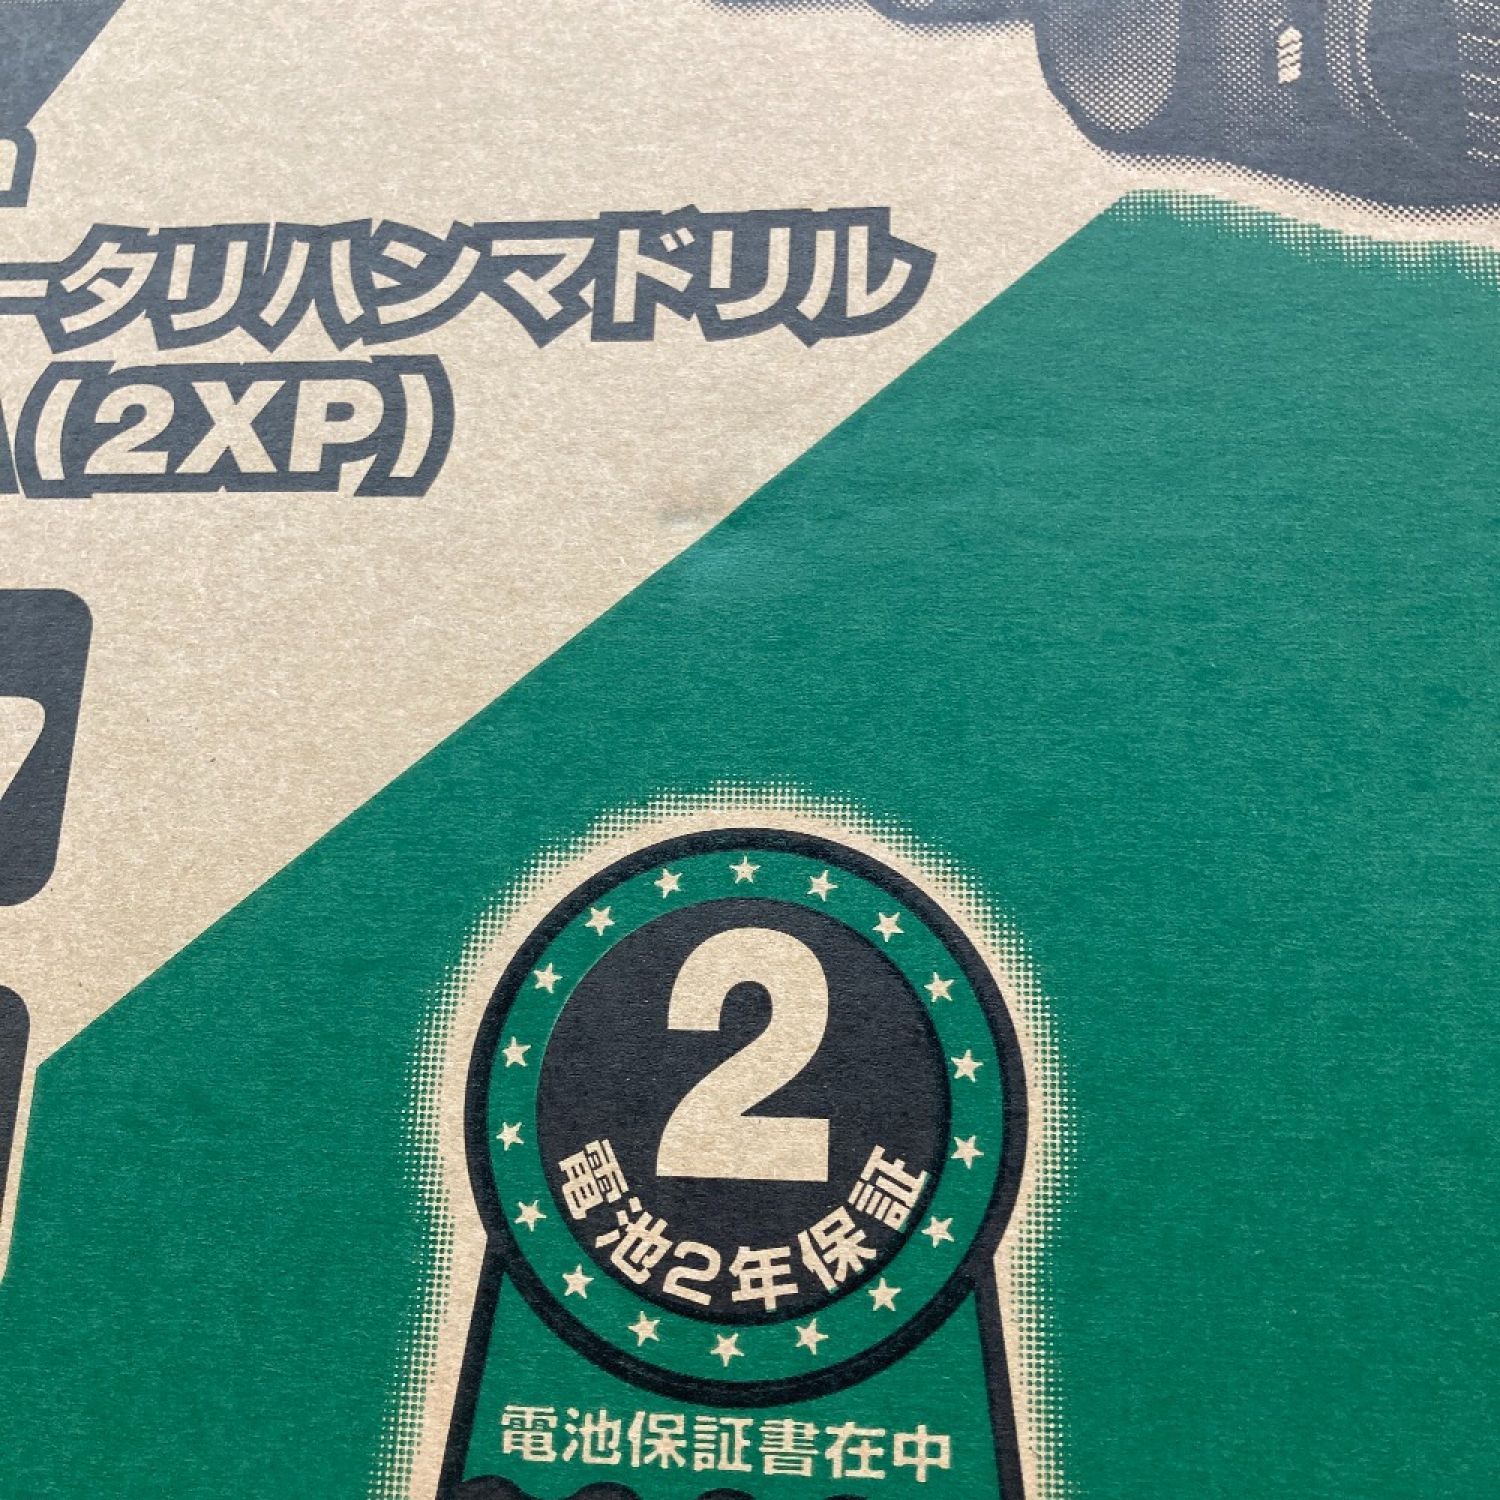 ータリハンマドリル
(2XP)
2
電池2年保証
電池保証書在中